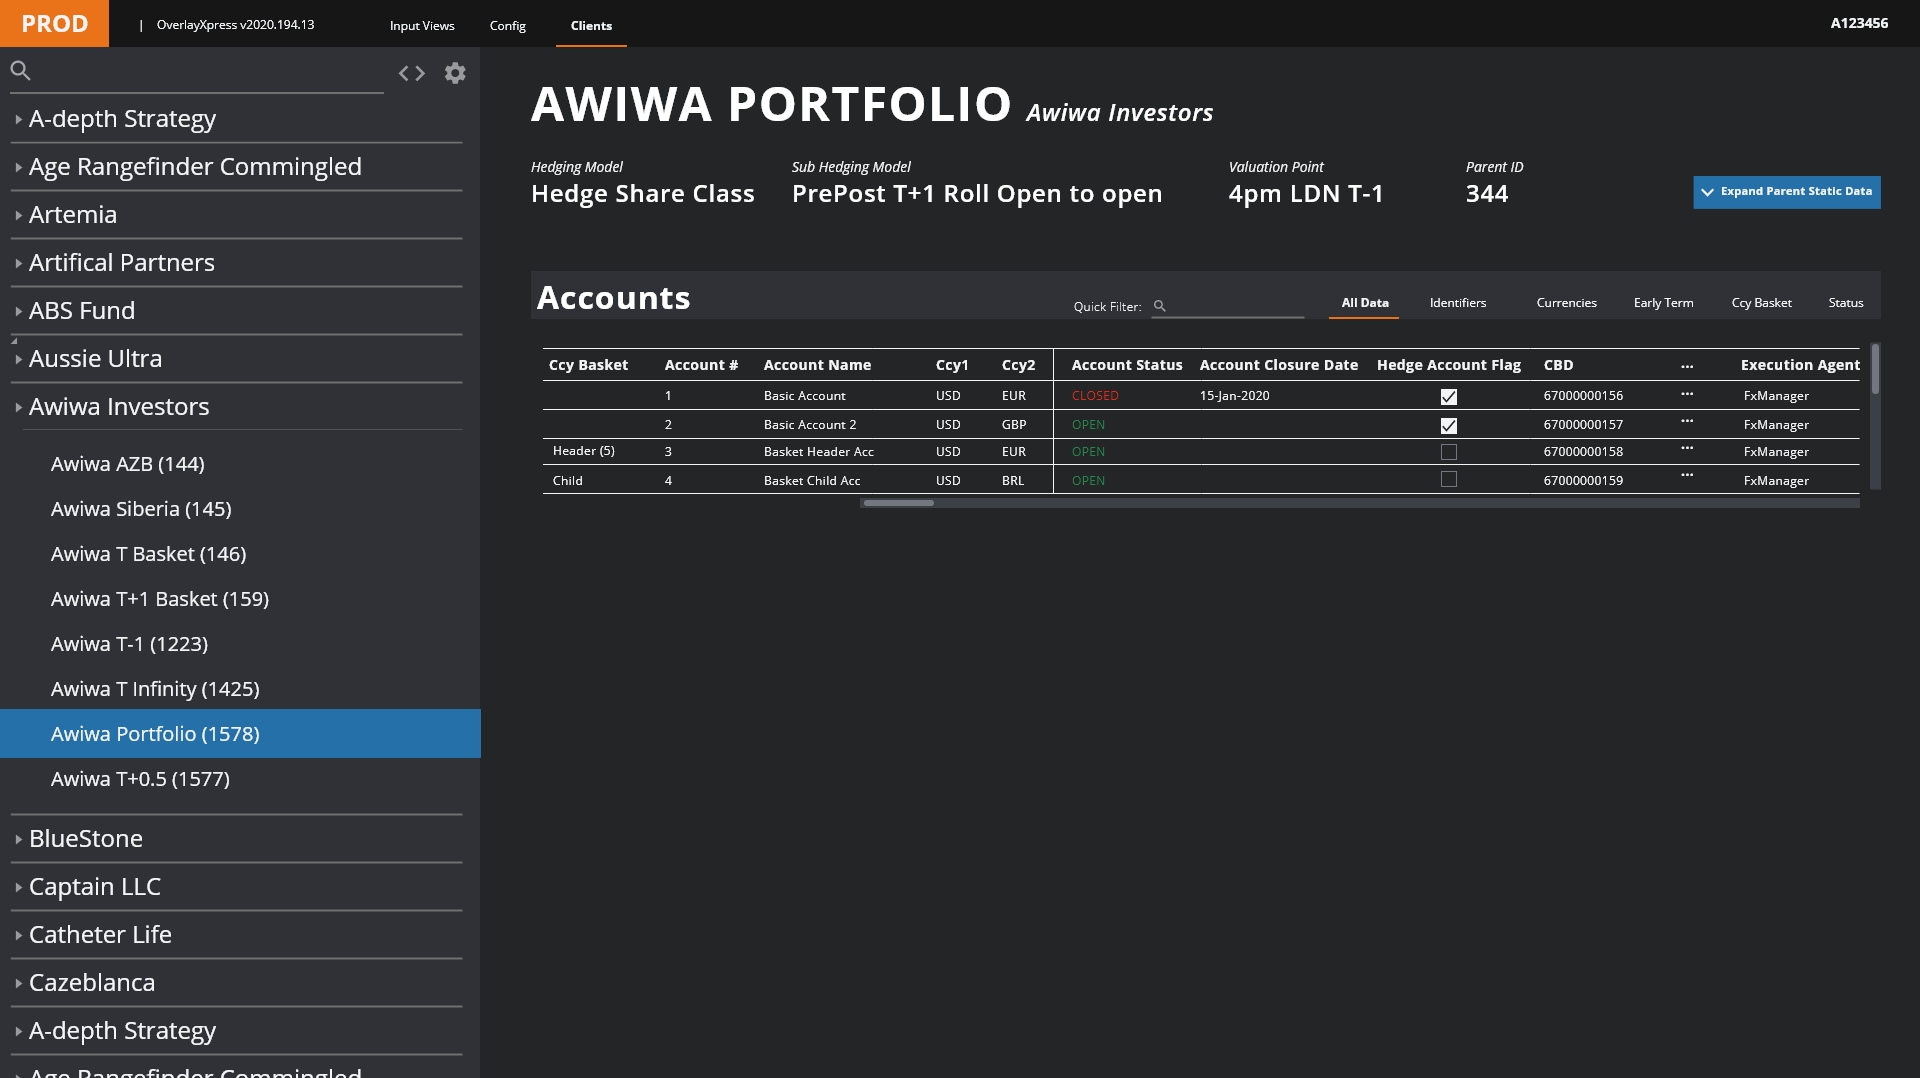 PROD | OverlayXpress v2020.194.13 Input Views Config Clients A123456
A-depth Strategy
Age Rangefinder Commingled
Artemia
Artifical Partners
ABS Fund
Aussie Ultra
Awiwa Investors
Awiwa AZB (144)
Awiwa Siberia (145)
Awiwa T Basket (146)
Awiwa T+1 Basket (159)
Awiwa T-1 (1223)
Awiwa T Infinity (1425)
Awiwa Portfolio (1578)
Awiwa T+0.5 (1577)
BlueStone
Captain LLC
Catheter Life
Cazeblanca
A-depth Strategy
Age Rangefinder Commingled
AWIWA PORTFOLIO Awiwa Investors
Hedging Model Sub Hedging Model Valuation Point Parent ID
Hedge Share Class PrePost T+1 Roll Open to open 4pm LDN T-1 344
Expand Parent Static Data
Accounts Quick Filter: All Data Identifiers Currencies Early Term Ccy Basket Status
Ccy Basket Account # Account Name Ccy1 Ccy2 Account Status Account Closure Date Hedge Account Flag CBD ... Execution Agent
1 Basic Account USD EUR CLOSED 15-Jan-2020 67000000156 ... FxManager
2 Basic Account 2 USD GBP OPEN 67000000157 ... FxManager
Header (5) 3 Basket Header Acc USD EUR OPEN 67000000158 ... FxManager
Child 4 Basket Child Acc USD BRL OPEN 67000000159 ... FxManager